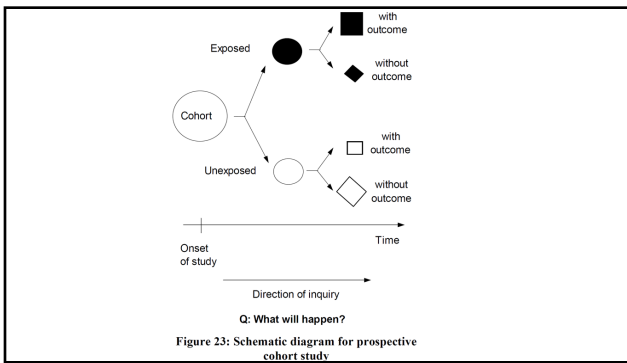 with
outcome
Exposed
without
outcome
Cohort
with
outcome
Unexposed
without
outcome
Time
Onset
of study
Direction of inquiry
Q: What will happen?
Figure 23: Schematic diagram for prospective
cohort study